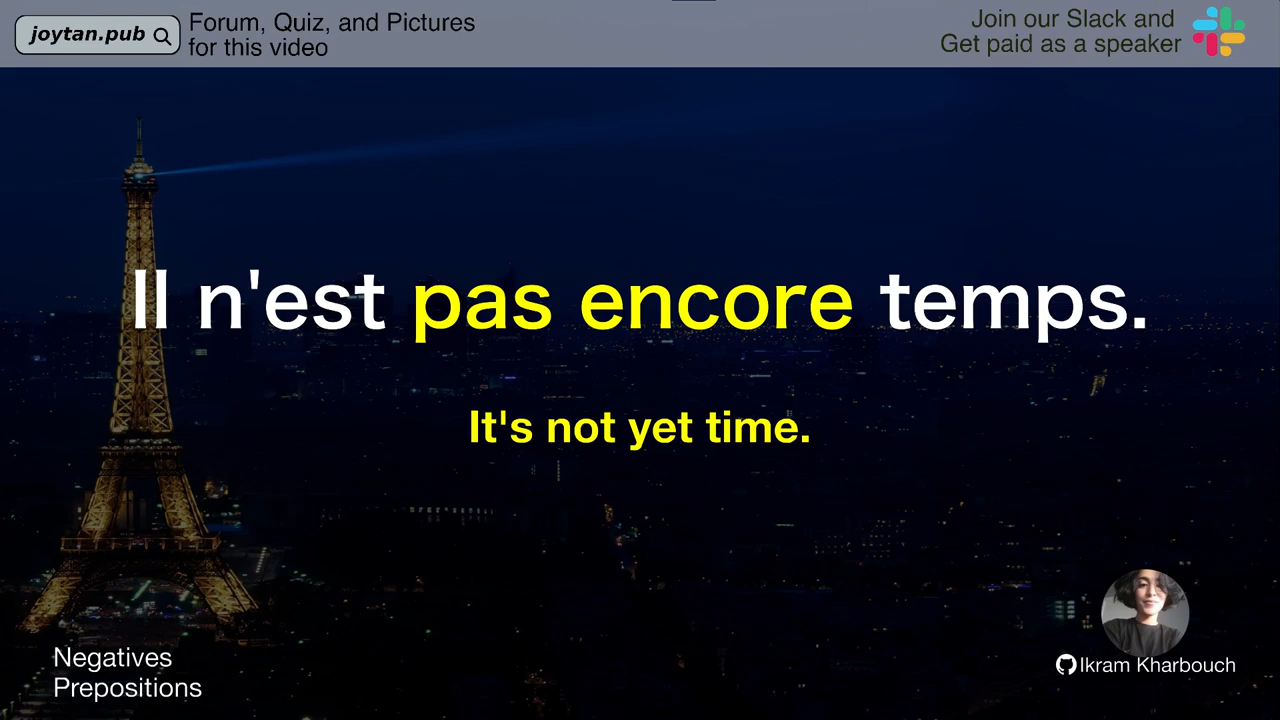 joytan.pub
Forum, Quiz, and Pictures
for this video
Join our Slack and
Get paid as a speaker
Il n'est pas encore temps.
It's not yet time.
Negatives
Prepositions
Ikram Kharbouch